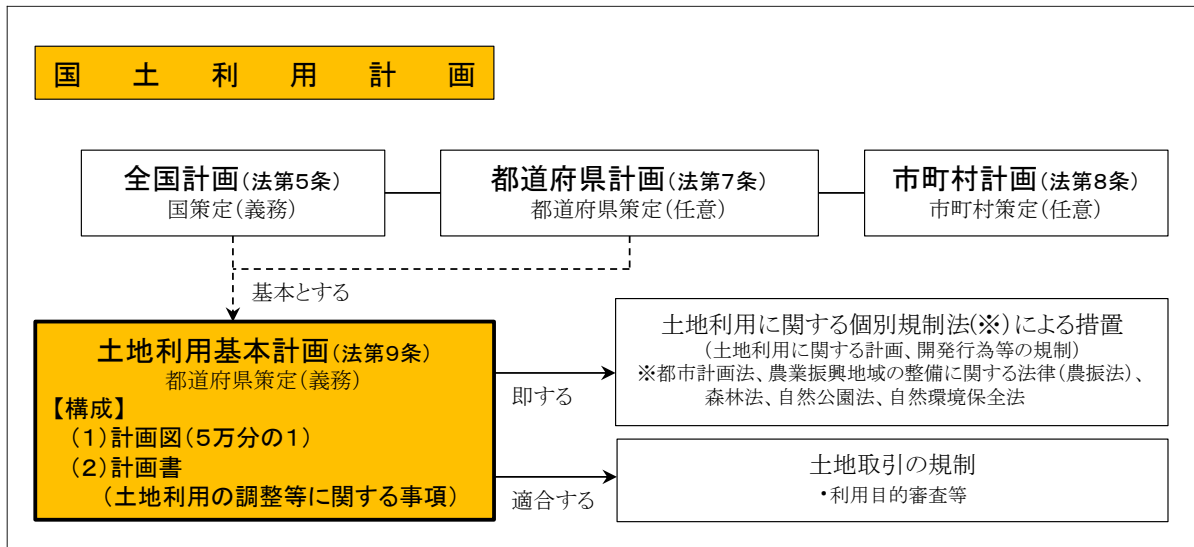 国土利用計画
全国計画(法第5条)
国策定(義務)
都道府県計画(法第7条)
都道府県策定(任意)
市町村計画(法第8条)
市町村策定(任意)
基本とする
土地利用基本計画(法第9条)
都道府県策定(義務)
【構成】
(1)計画図(5万分の1)
(2)計画書
(土地利用の調整等に関する事項)
即する
土地利用に関する個別規制法(※)による措置
(土地利用に関する計画、開発行為等の規制)
※都市計画法、農業振興地域の整備に関する法律(農振法)、
森林法、自然公園法、自然環境保全法
適合する
土地取引の規制
・利用目的審査等